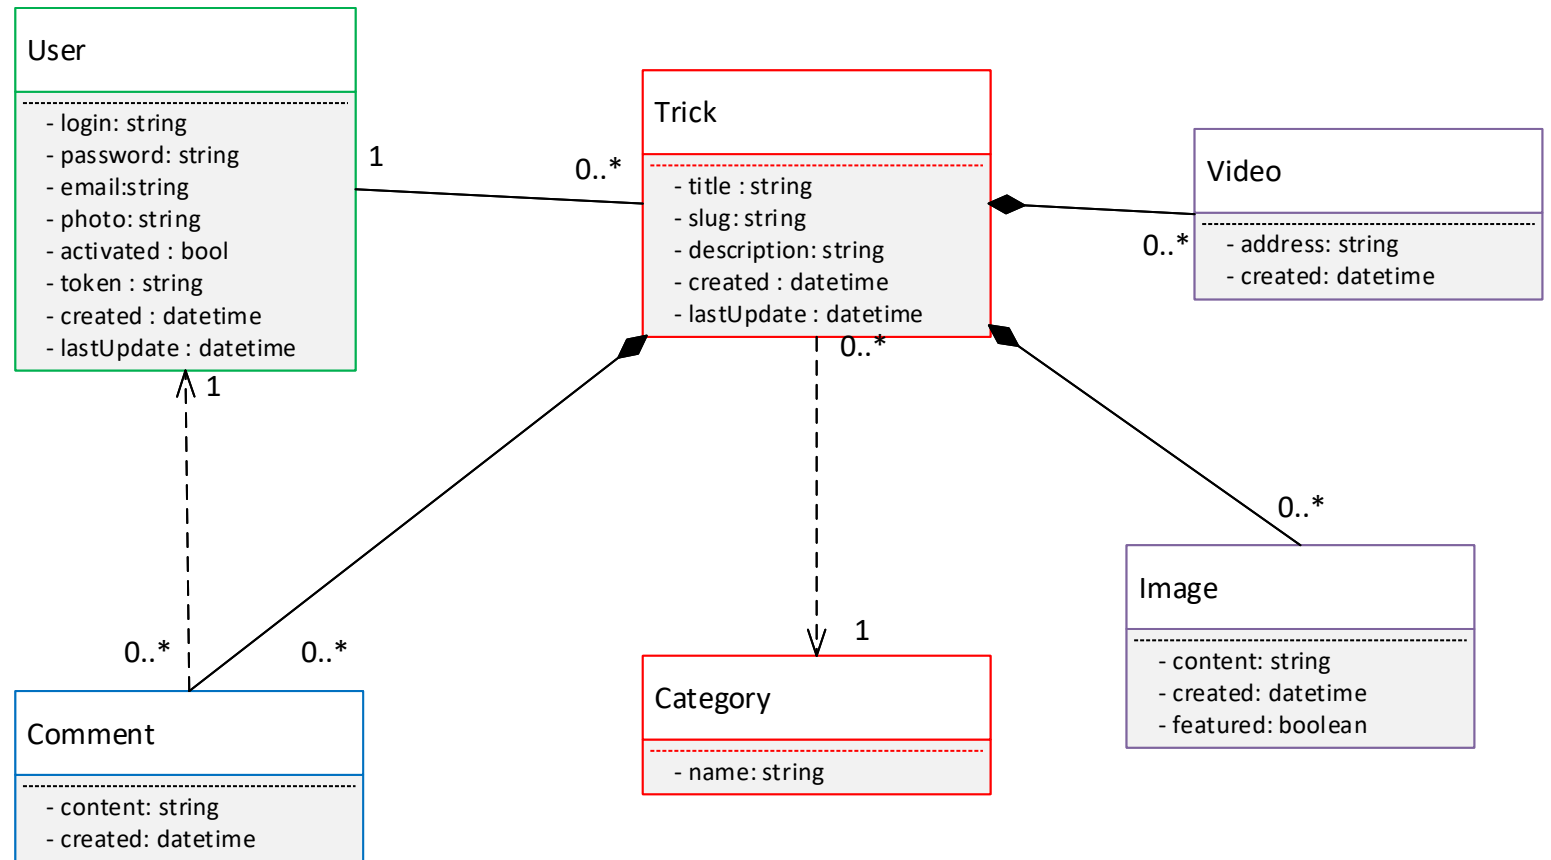 User
- login: string
- password: string
- email:string
- photo: string
- activated : bool
- token : string
- created : datetime
- lastUpdate : datetime
1
0..*
Trick
- title : string
- slug: string
- description: string
- created : datetime
- lastUpdate : datetime
0..*
Video
- address: string
- created: datetime
0..*
1
0..*
0..*
1
0..*
Image
- content: string
- created: datetime
- featured: boolean
Category
- name: string
Comment
- content: string
- created: datetime